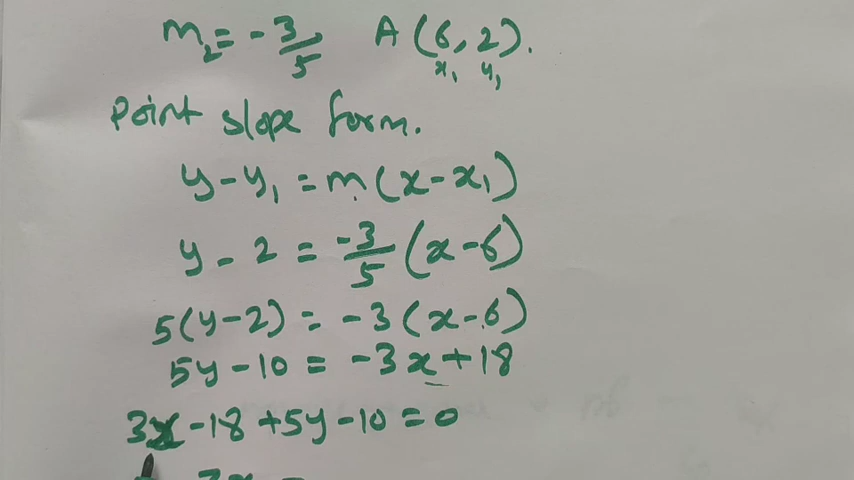 m₂ = -3/5 A (6, 2).
x₁ y₁
Point slope form.
y - y₁ = m(x - x₁)
y - 2 = -3/5 (x - 6)
5(y - 2) = -3(x - 6)
5y - 10 = -3x + 18
3x - 18 + 5y - 10 = 0